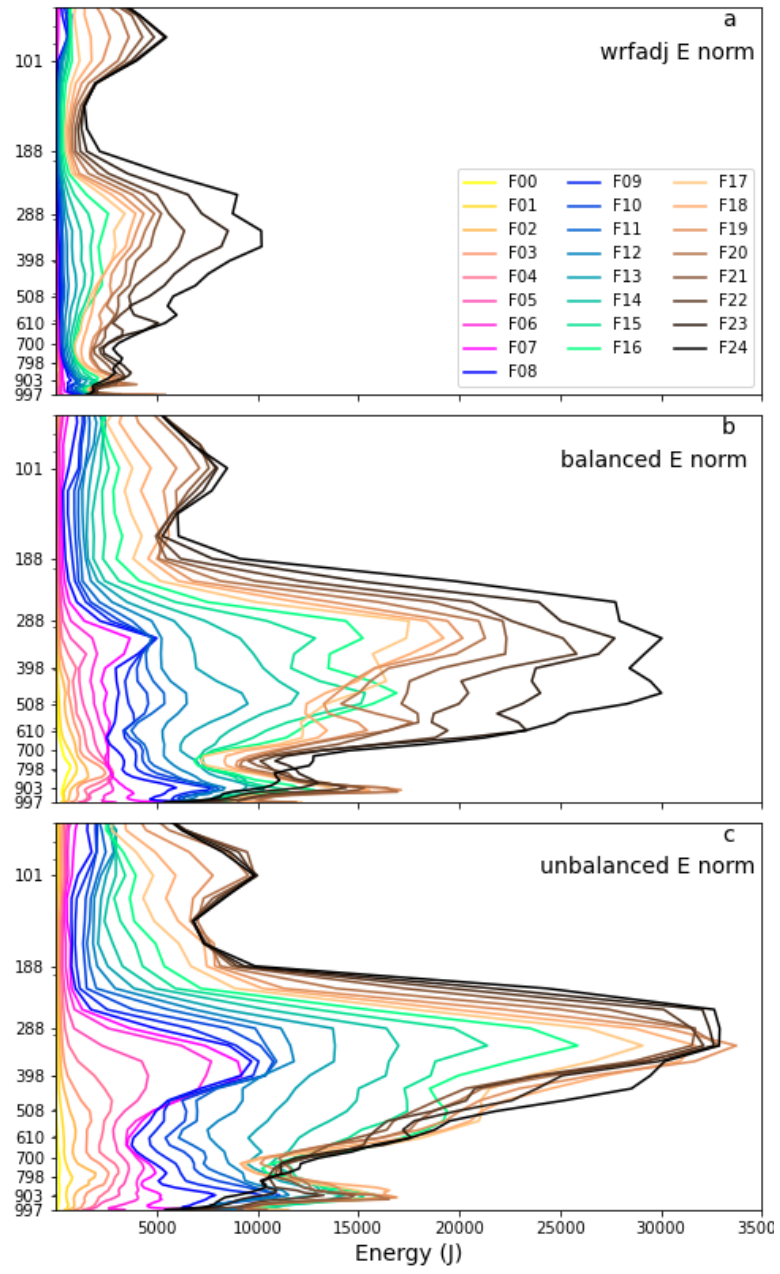 a
wrfadj E norm
101
188
288
398
508
610
700
798
903
997
F00 F09 F17
F01 F10 F18
F02 F11 F19
F03 F12 F20
F04 F13 F21
F05 F14 F22
F06 F15 F23
F07 F16 F24
F08
b
balanced E norm
101
188
288
398
508
610
700
798
903
997
c
unbalanced E norm
101
188
288
398
508
610
700
798
903
997
5000 10000 15000 20000 25000 30000 3500
Energy (J)